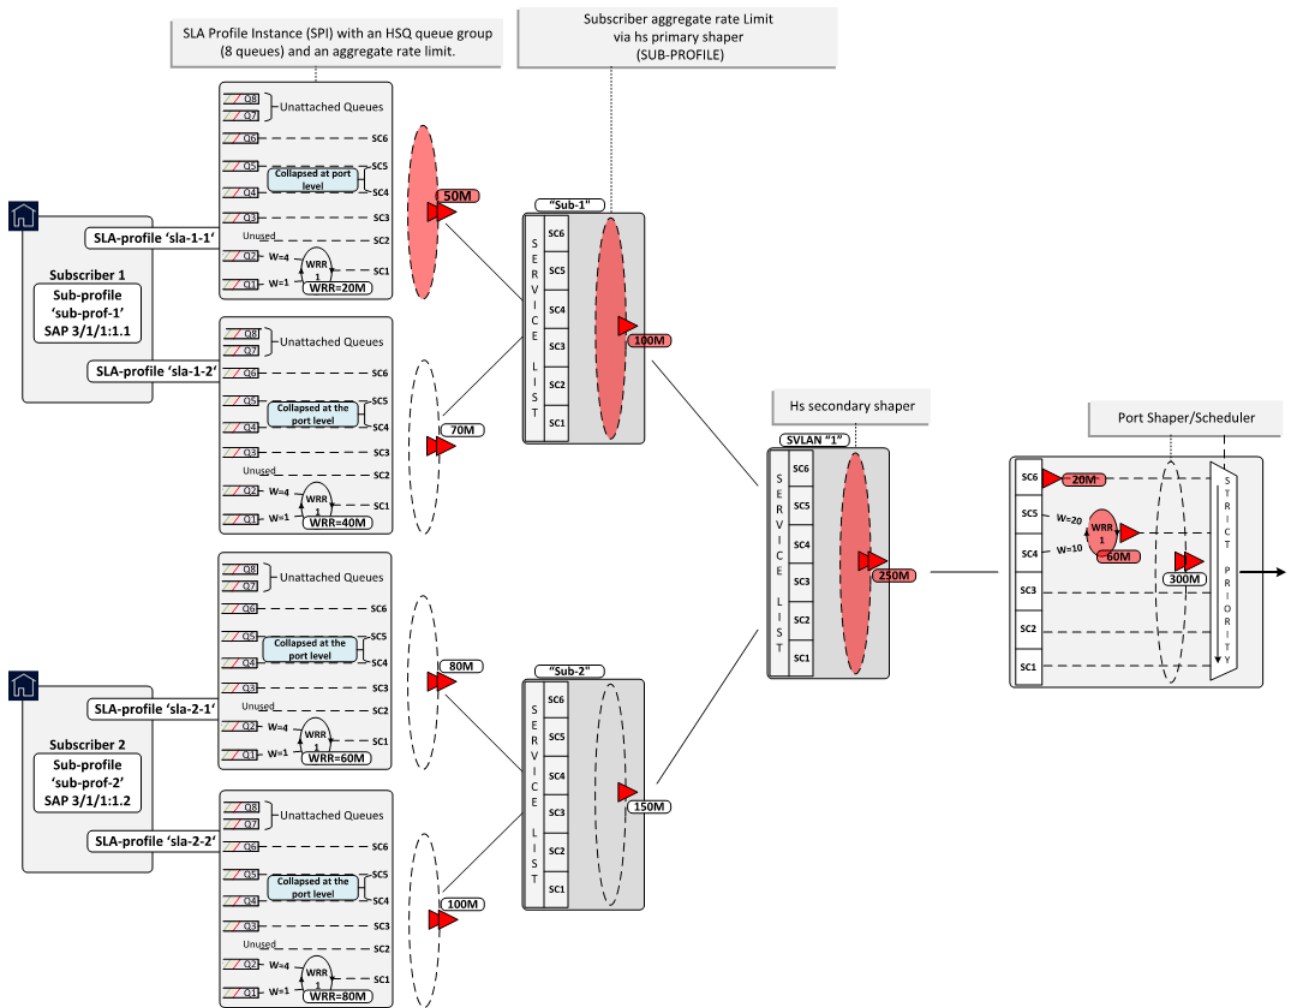 SLA Profile Instance (SPI) with an HSQ queue group
(8 queues) and an aggregate rate limit.
Subscriber aggregate rate Limit
via hs primary shaper
(SUB-PROFILE)
Subscriber 1
Sub-profile
‘sub-prof-1’
SAP 3/1/1:1.1
SLA-profile ‘sla-1-1‘
Q8
Q7
Unattached Queues
Q6
SC6
Q5
SC5
Collapsed at port
level
Q4
SC4
Q3
SC3
Unused
SC2
Q2
W=4
WRR
1
SC1
Q1
W=1
WRR=20M
50M
SLA-profile ‘sla-1-2‘
Q8
Q7
Unattached Queues
Q6
SC6
Q5
SC5
Collapsed at the
port level
Q4
SC4
Q3
SC3
Unused
SC2
Q2
W=4
WRR
1
SC1
Q1
W=1
WRR=40M
70M
“Sub-1”
SERVICE LIST
SC6
SC5
SC4
SC3
SC2
SC1
100M
Subscriber 2
Sub-profile
‘sub-prof-2’
SAP 3/1/1:1.2
SLA-profile ‘sla-2-1‘
Q8
Q7
Unattached Queues
Q6
SC6
Q5
SC5
Collapsed at the
port level
Q4
SC4
Q3
SC3
Unused
SC2
Q2
W=4
WRR
1
SC1
Q1
W=1
WRR=60M
80M
SLA-profile ‘sla-2-2‘
Q8
Q7
Unattached Queues
Q6
SC6
Q5
SC5
Collapsed at the
port level
Q4
SC4
Q3
SC3
Unused
SC2
Q2
W=4
WRR
1
SC1
Q1
W=1
WRR=80M
100M
“Sub-2”
SERVICE LIST
SC6
SC5
SC4
SC3
SC2
SC1
150M
Hs secondary shaper
SVLAN “1”
SERVICE LIST
SC6
SC5
SC4
SC3
SC2
SC1
250M
Port Shaper/Scheduler
SC6
20M
SC5
W=20
WRR
1
SC4
W=10
60M
SC3
SC2
SC1
300M
STRICT PRIORITY